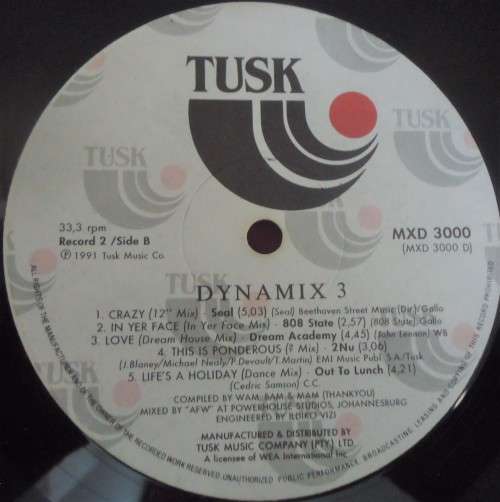 TUSK
TUSK
TUSK
33,3 rpm
Record 2 /Side B
℗ 1991 Tusk Music Co.
MXD 3000
(MXD 3000 D)
TUSK
TUSK
DYNAMIX 3
1. CRAZY (12" Mix) - Seal (5,03) (Seal) Beethoven Street Music (Dir)/Gallo
2. IN YER FACE (In Yer Face Mix) - 808 State (2,57) (808 State) Gallo
3. LOVE (Dream House Mix) - Dream Academy (4,45) (John Lennon) WB
4. THIS IS PONDEROUS (? Mix) - 2Nu (3,06)
(J.Blaney/Michael Nealy/P.Devault/T.Martin) EMI Music Publ S.A/Tusk
5. LIFE'S A HOLIDAY (Dance Mix) - Out To Lunch (4,21)
(Cedric Samson) C.C.
COMPILED BY WAM, BAM & MAM (THANKYOU)
MIXED BY "AFW" AT POWERHOUSE STUDIOS, JOHANNESBURG
ENGINEERED BY ILDIKO VIZI
MANUFACTURED & DISTRIBUTED BY
TUSK MUSIC COMPANY (PTY) LTD.
A licensee of WEA International Inc
ALL RIGHTS OF THE MANUFACTURER AND OF THE OWNER OF THE RECORDED WORK RESERVED. UNAUTHORIZED PUBLIC PERFORMANCE, BROADCASTING, LEASING AND COPYING OF THIS RECORD PROHIBITED